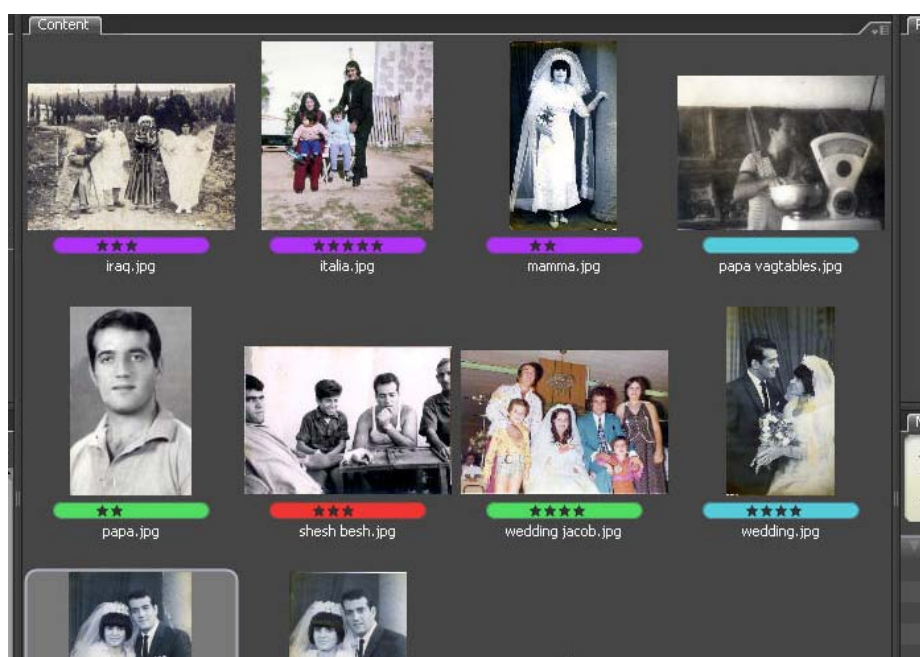 Content
iraq.jpg
italia.jpg
mamma.jpg
papa vagtables.jpg
papa.jpg
shesh besh.jpg
wedding jacob.jpg
wedding.jpg